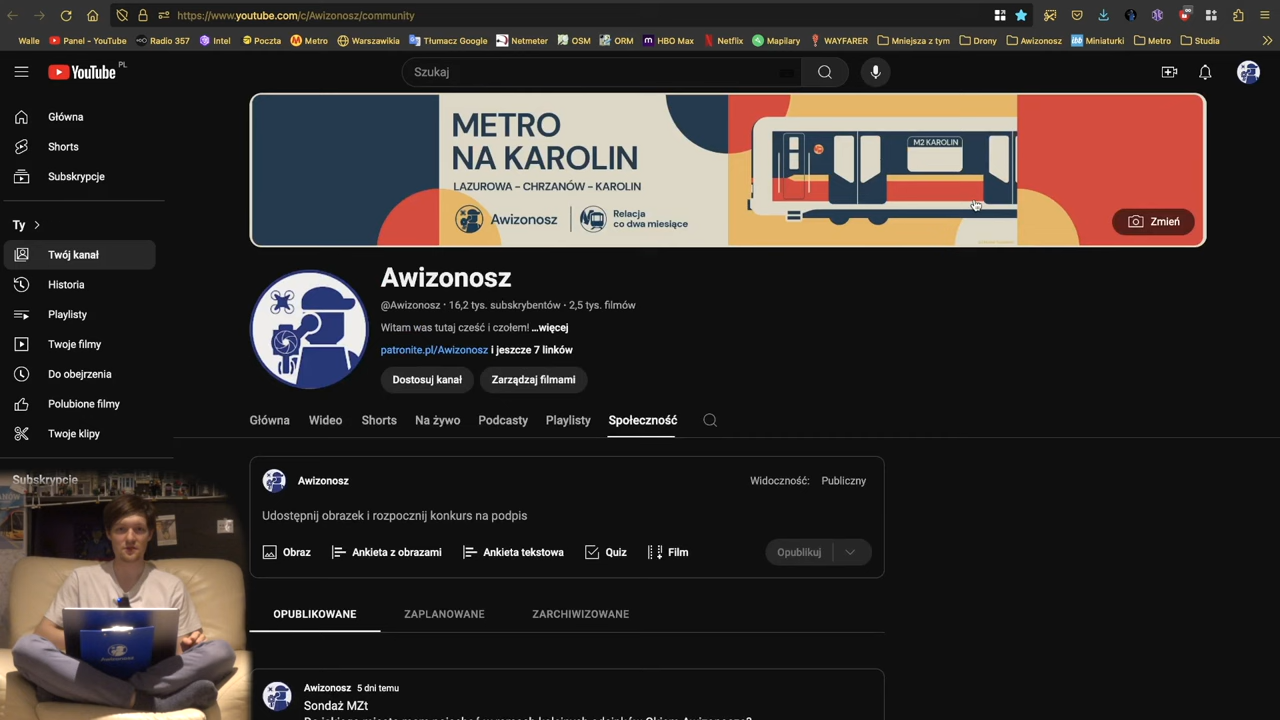 https://www.youtube.com/c/Awizonosz/community
Walle
Panel - YouTube
Radio 357
Intel
Poczta
Metro
Warszawikia
Tłumacz Google
Netmeter
OSM
ORM
HBO Max
Netflix
Mapilary
WAYFARER
Mniejsza z tym
Drony
Awizonosz
Miniaturki
Metro
Studia
YouTube PL
Szukaj
Główna
Shorts
Subskrypcje
Ty
Twój kanał
Historia
Playlisty
Twoje filmy
Do obejrzenia
Polubione filmy
Twoje klipy
Subskrypcje
METRO
NA KAROLIN
LAZUROWA – CHRZANÓW – KAROLIN
Awizonosz
Relacja
co dwa miesiące
M2 KAROLIN
Zmień
Awizonosz
@Awizonosz · 16,2 tys. subskrybentów · 2,5 tys. filmów
Witam was tutaj cześć i czołem! ...więcej
patronite.pl/Awizonosz i jeszcze 7 linków
Dostosuj kanał
Zarządzaj filmami
Główna
Wideo
Shorts
Na żywo
Podcasty
Playlisty
Społeczność
Awizonosz
Widoczność: Publiczny
Udostępnij obrazek i rozpocznij konkurs na podpis
Obraz
Ankieta z obrazami
Ankieta tekstowa
Quiz
Film
Opublikuj
OPUBLIKOWANE
ZAPLANOWANE
ZARCHIWIZOWANE
Awizonosz 5 dni temu
Sondaż MZt
Awizonosz